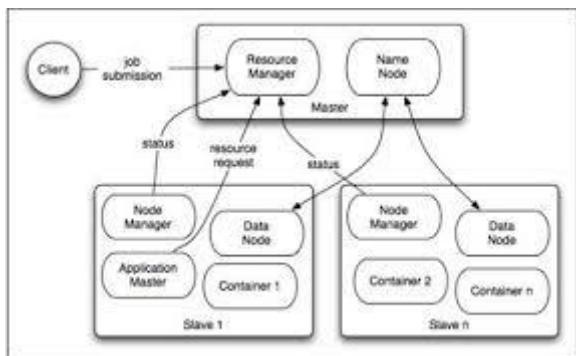 Client
job
submission
Resource
Manager
Name
Node
Master
status
resource
request
status
Node
Manager
Data
Node
Application
Master
Container 1
Slave 1
Node
Manager
Data
Node
Container 2
Container n
Slave n